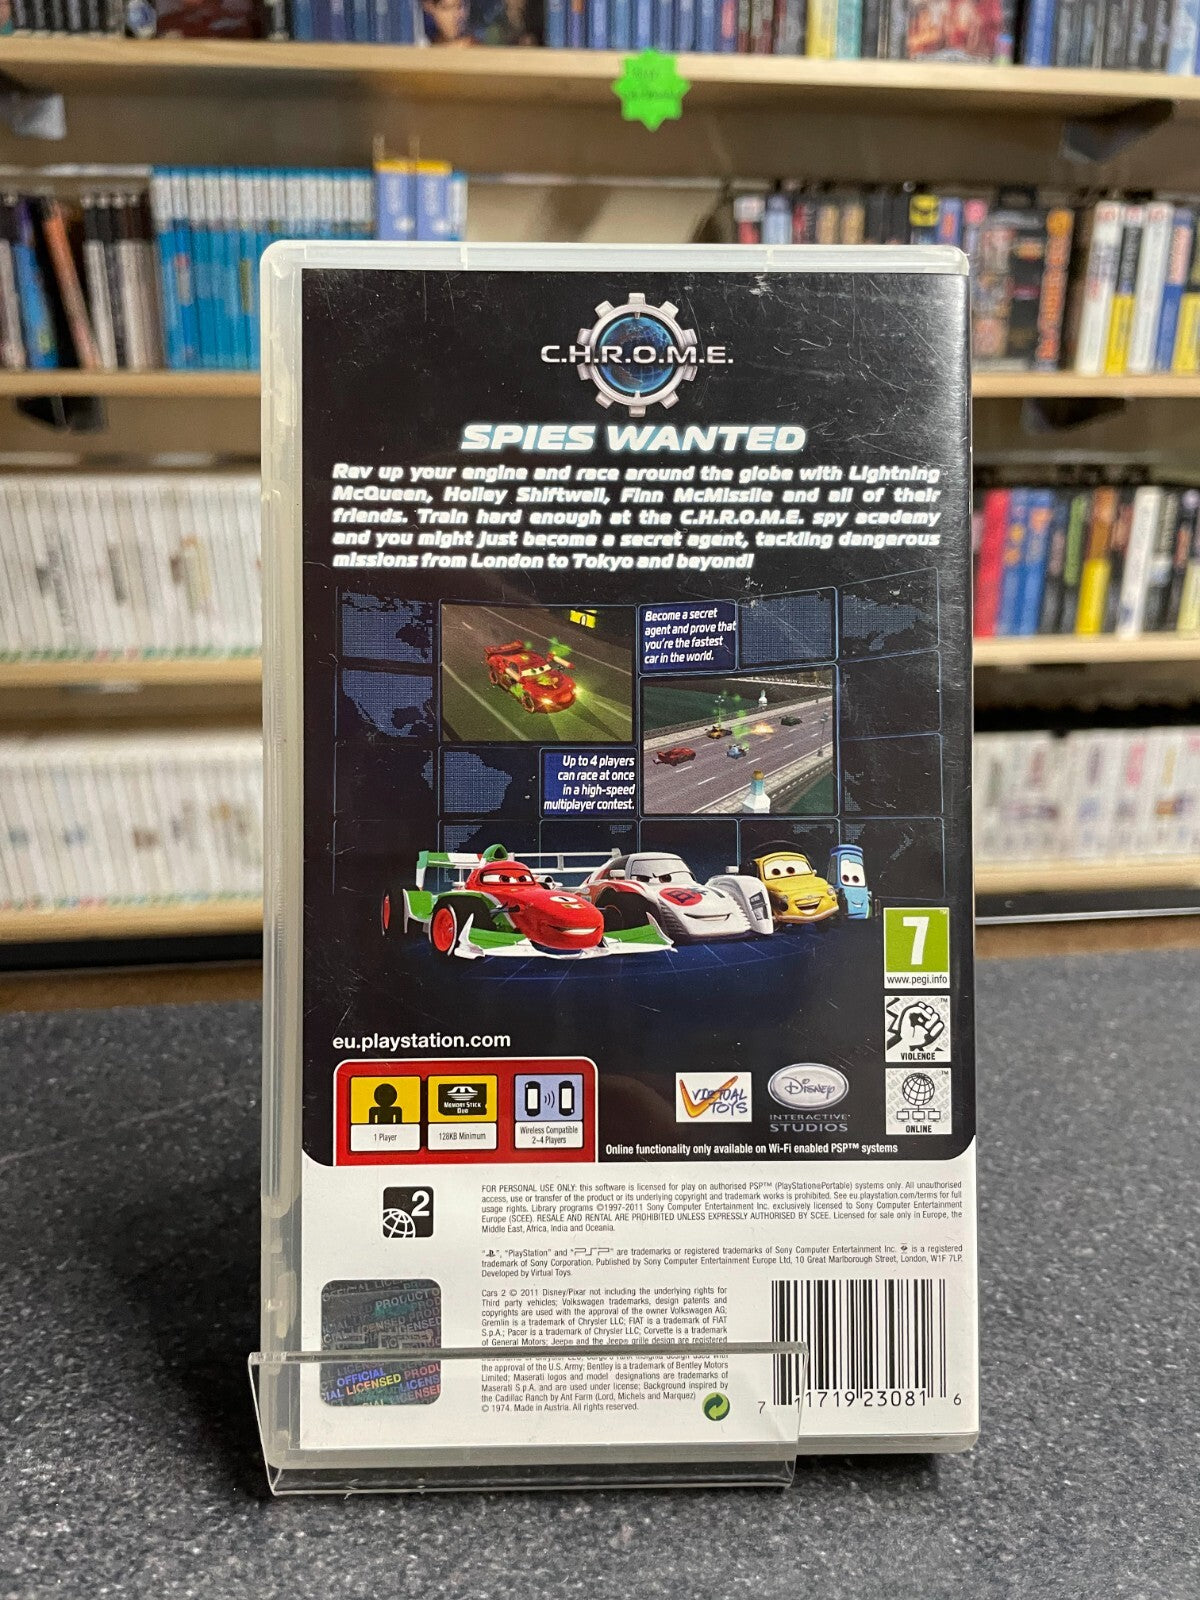 C.H.R.O.M.E.
SPIES WANTED
Rev up your engine and race around the globe with Lightning
McQueen, Holley Shiftwell, Finn McMissile and all of their
friends. Train hard enough at the C.H.R.O.M.E. spy academy
and you might just become a secret agent, tackling dangerous
missions from London to Tokyo and beyond!
Become a secret
agent and prove that
you're the fastest
car in the world.
Up to 4 players
can race at once
in a high-speed
multiplayer contest.
7
www.pegi.info
VIOLENCE
ONLINE
eu.playstation.com
1 Player
MEMORY STICK
DUO
128KB Minimum
Wireless Compatible
2-4 Players
VIRTUAL
TOYS
DISNEY
INTERACTIVE
STUDIOS
Online functionality only available on Wi-Fi enabled PSP™ systems
2
FOR PERSONAL USE ONLY: this software is licensed for play on authorised PSP™ (PlayStation®Portable) systems only. All unauthorised
access, use or transfer of the product or its underlying copyright and trademark works is prohibited. See eu.playstation.com/terms for full
usage rights. Library programs ©1997-2011 Sony Computer Entertainment Inc. exclusively licensed to Sony Computer Entertainment
Europe (SCEE). RESALE AND RENTAL ARE PROHIBITED UNLESS EXPRESSLY AUTHORISED BY SCEE. Licensed for sale only in Europe, the
Middle East, Africa, India and Oceania.
"PlayStation" and "PSP" are trademarks or registered trademarks of Sony Computer Entertainment Inc. is a registered
trademark of Sony Corporation. Published by Sony Computer Entertainment Europe Ltd, 10 Great Marlborough Street, London, W1F 7LP.
Developed by Virtual Toys.
Cars 2 © 2011 Disney/Pixar not including the underlying rights for
Third party vehicles; Volkswagen trademarks, design patents and
copyrights are used with the approval of the owner Volkswagen AG;
Gremlin is a trademark of Chrysler LLC; FIAT is a trademark of FIAT
S.p.A.; Pacer is a trademark of Chrysler LLC; Corvette is a trademark
of General Motors; Jeep® and the Jeep® grille design are registered
the approval of the U.S. Army; Bentley is a trademark of Bentley Motors
Limited; Maserati logos and model designations are trademarks of
Maserati S.p.A. and are used under license; Background inspired by
the Cadillac Ranch by Ant Farm (Lord, Michels and Marquez)
© 1974. Made in Austria. All rights reserved.
OFFICIAL
LICENSED PRODU
7 11719 23081 6